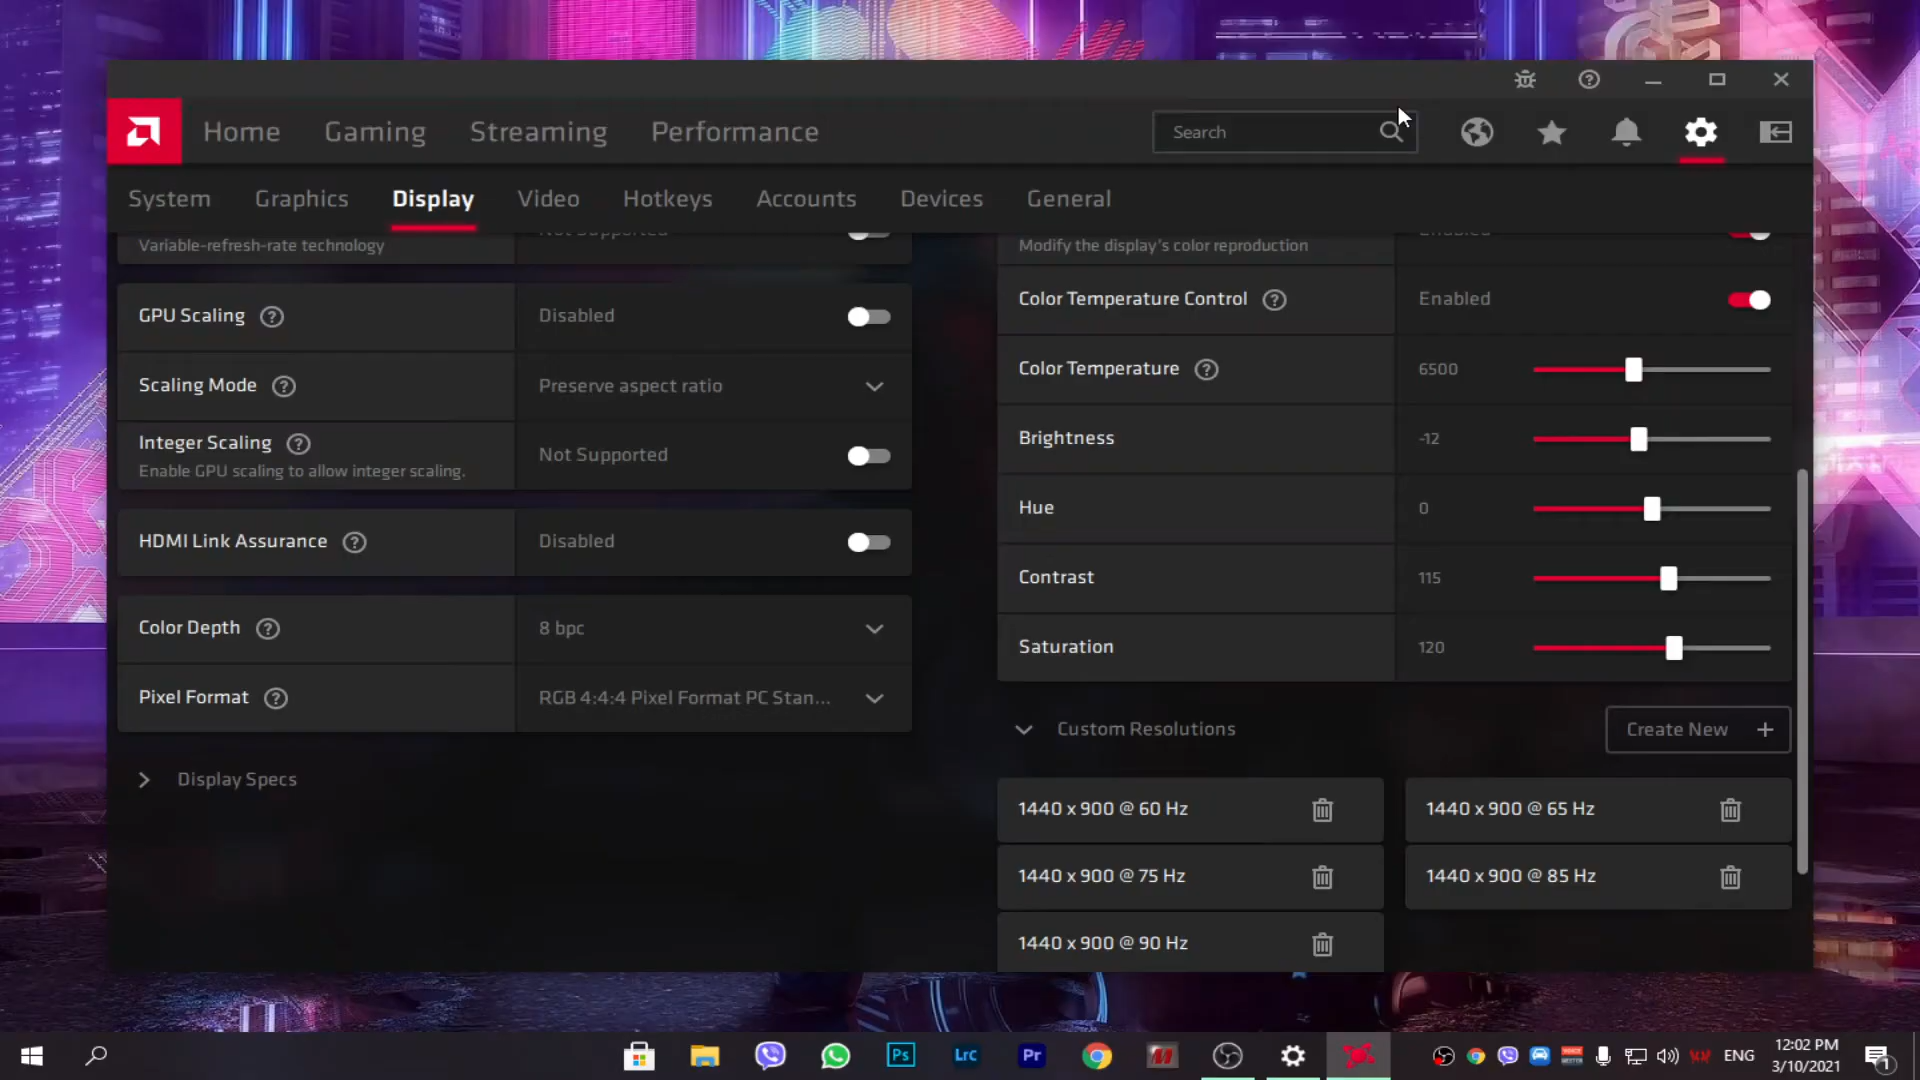 Home Gaming Streaming Performance Search
System Graphics Display Video Hotkeys Accounts Devices General
Variable-refresh-rate technology
Not Supported
GPU Scaling Disabled
Scaling Mode Preserve aspect ratio
Integer Scaling
Enable GPU scaling to allow integer scaling.
Not Supported
HDMI Link Assurance Disabled
Color Depth 8 bpc
Pixel Format RGB 4:4:4 Pixel Format PC Stan...
Display Specs
Modify the display's color reproduction
Enabled
Color Temperature Control Enabled
Color Temperature 6500
Brightness -12
Hue 0
Contrast 115
Saturation 120
Custom Resolutions Create New
1440 x 900 @ 60 Hz 1440 x 900 @ 65 Hz
1440 x 900 @ 75 Hz 1440 x 900 @ 85 Hz
1440 x 900 @ 90 Hz
Ps LrC Pr ENG
12:02 PM
3/10/2021
1